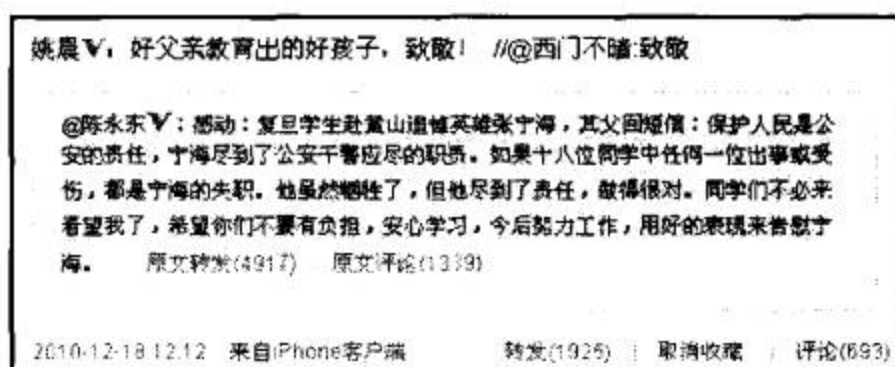 姚晨V：好父亲教育出的好孩子，致敬！ //@西门不暗:致敬
@陈永东V：感动：复旦学生赴黄山追悼英雄张宁海，其父回短信：保护人民是公
安的责任，宁海尽到了公安干警应尽的职责。如果十八位同学中任何一位出事或受
伤，都是宁海的失职。他虽然牺牲了，但他尽到了责任，做得很对。同学们不必来
看望我了，希望你们不要有负担，安心学习，今后努力工作，用好的表现来告慰宁
海。 原文转发(4917) 原文评论(1339)
2010-12-18 12:12 来自iPhone客户端 转发(1925) | 取消收藏 | 评论(693)